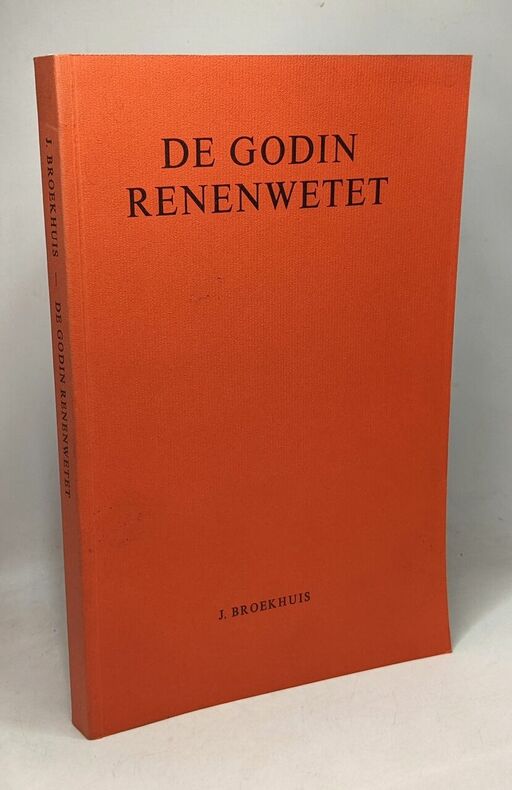 DE GODIN
RENENWETET
J. BROEKHUIS
J. BROEKHUIS — DE GODIN RENENWETET